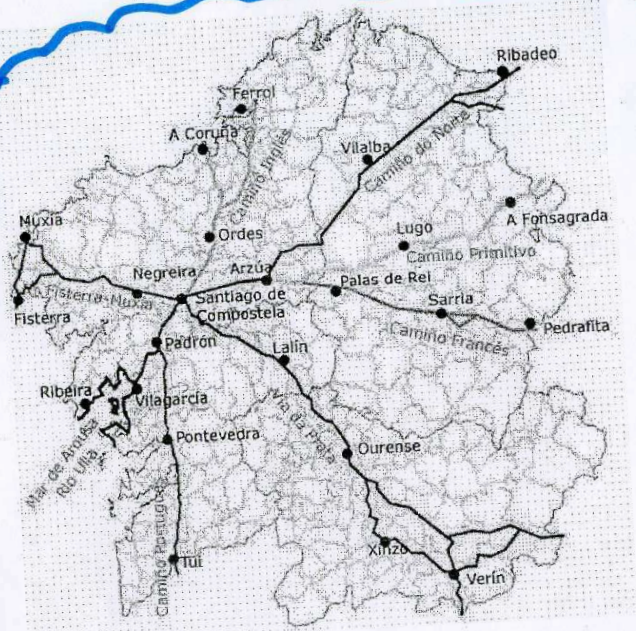 Ribadeo
Ferrol
A Coruña
Camiño Inglés
Vilalba
Camiño do Norte
Muxía
Ordes
Lugo
A Fonsagrada
Camiño Primitivo
Negreira
Arzúa
Fisterra-Muxía
Santiago de
Compostela
Palas de Rei
Sarria
Fisterra
Pedrafita
Camiño Francés
Padrón
Lalín
Ribeira
Vilagarcía
Mar de Arousa
Río Ulla
Vía da Prata
Pontevedra
Ourense
Camiño Portugués
Xinzo
Tui
Verín